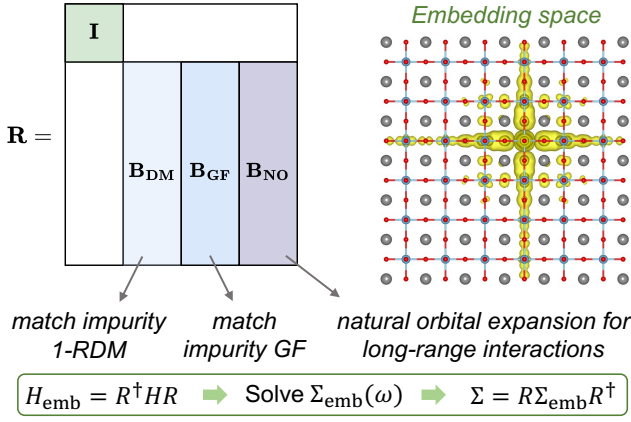 Embedding space
I
R =
B_DM B_GF B_NO
match impurity
1-RDM
match
impurity GF
natural orbital expansion for
long-range interactions
H_emb = R†HR Solve Σ_emb(ω) Σ = RΣ_embR†